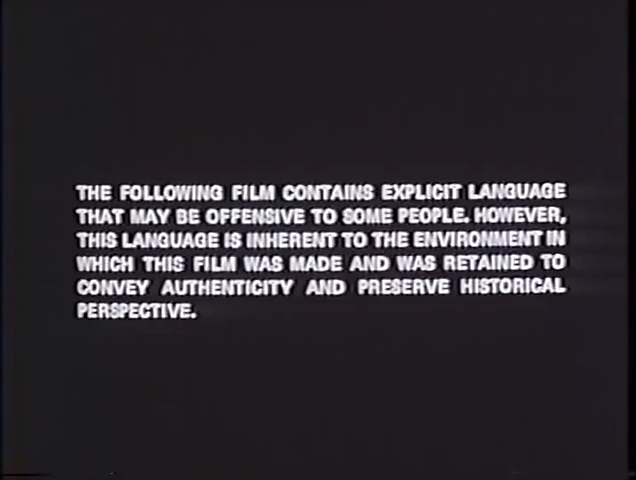 THE FOLLOWING FILM CONTAINS EXPLICIT LANGUAGE
THAT MAY BE OFFENSIVE TO SOME PEOPLE. HOWEVER,
THIS LANGUAGE IS INHERENT TO THE ENVIRONMENT IN
WHICH THIS FILM WAS MADE AND WAS RETAINED TO
CONVEY AUTHENTICITY AND PRESERVE HISTORICAL
PERSPECTIVE.